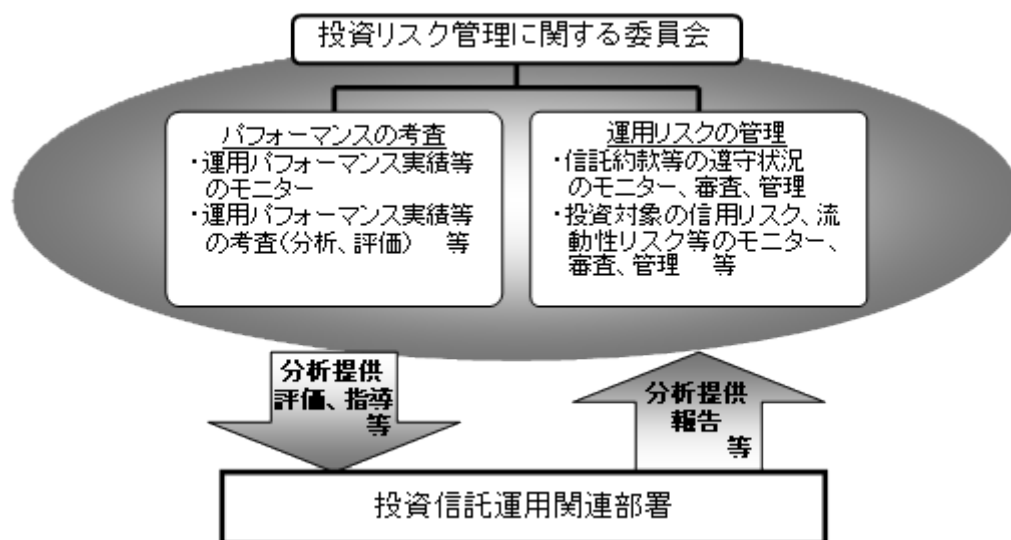 投資リスク管理に関する委員会
パフォーマンスの考査
・運用パフォーマンス実績等
のモニター
・運用パフォーマンス実績等
の考査(分析、評価)　等
運用リスクの管理
・信託約款等の遵守状況
のモニター、審査、管理
・投資対象の信用リスク、流
動性リスク等のモニター、
審査、管理　等
分析提供
評価、指導
等
分析提供
報告
等
投資信託運用関連部署